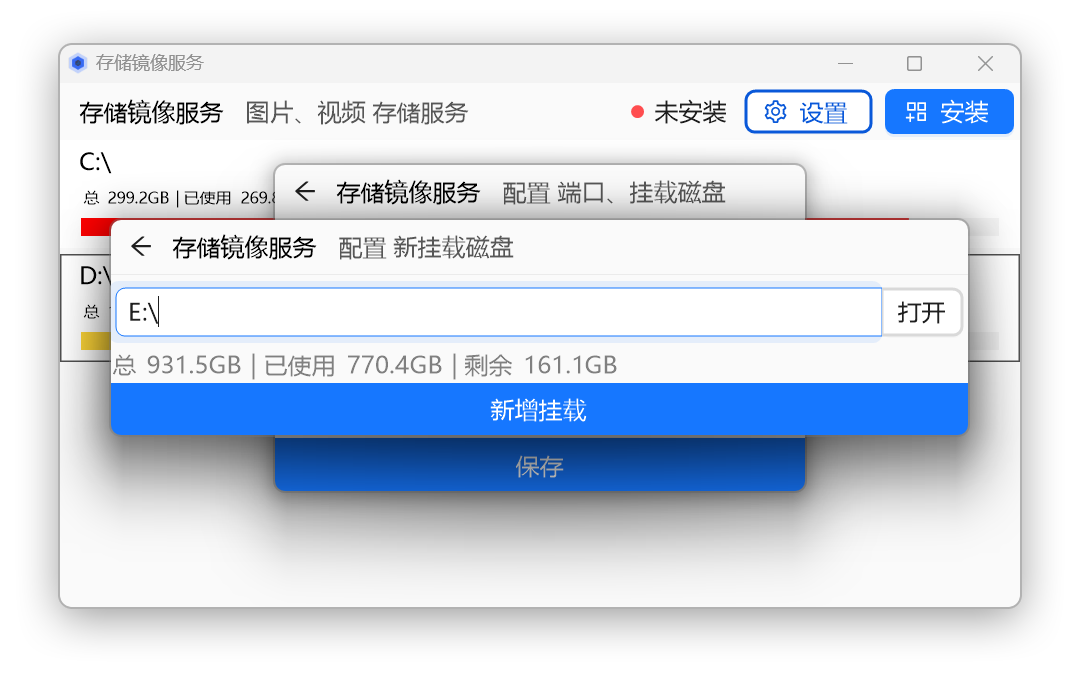 存储镜像服务
存储镜像服务 图片、视频 存储服务 未安装 设置 安装
C:\
总 299.2GB | 已使用 269.8
存储镜像服务 配置 端口、挂载磁盘
存储镜像服务 配置 新挂载磁盘
D:\
总
E:\ 打开
总 931.5GB | 已使用 770.4GB | 剩余 161.1GB
新增挂载
保存